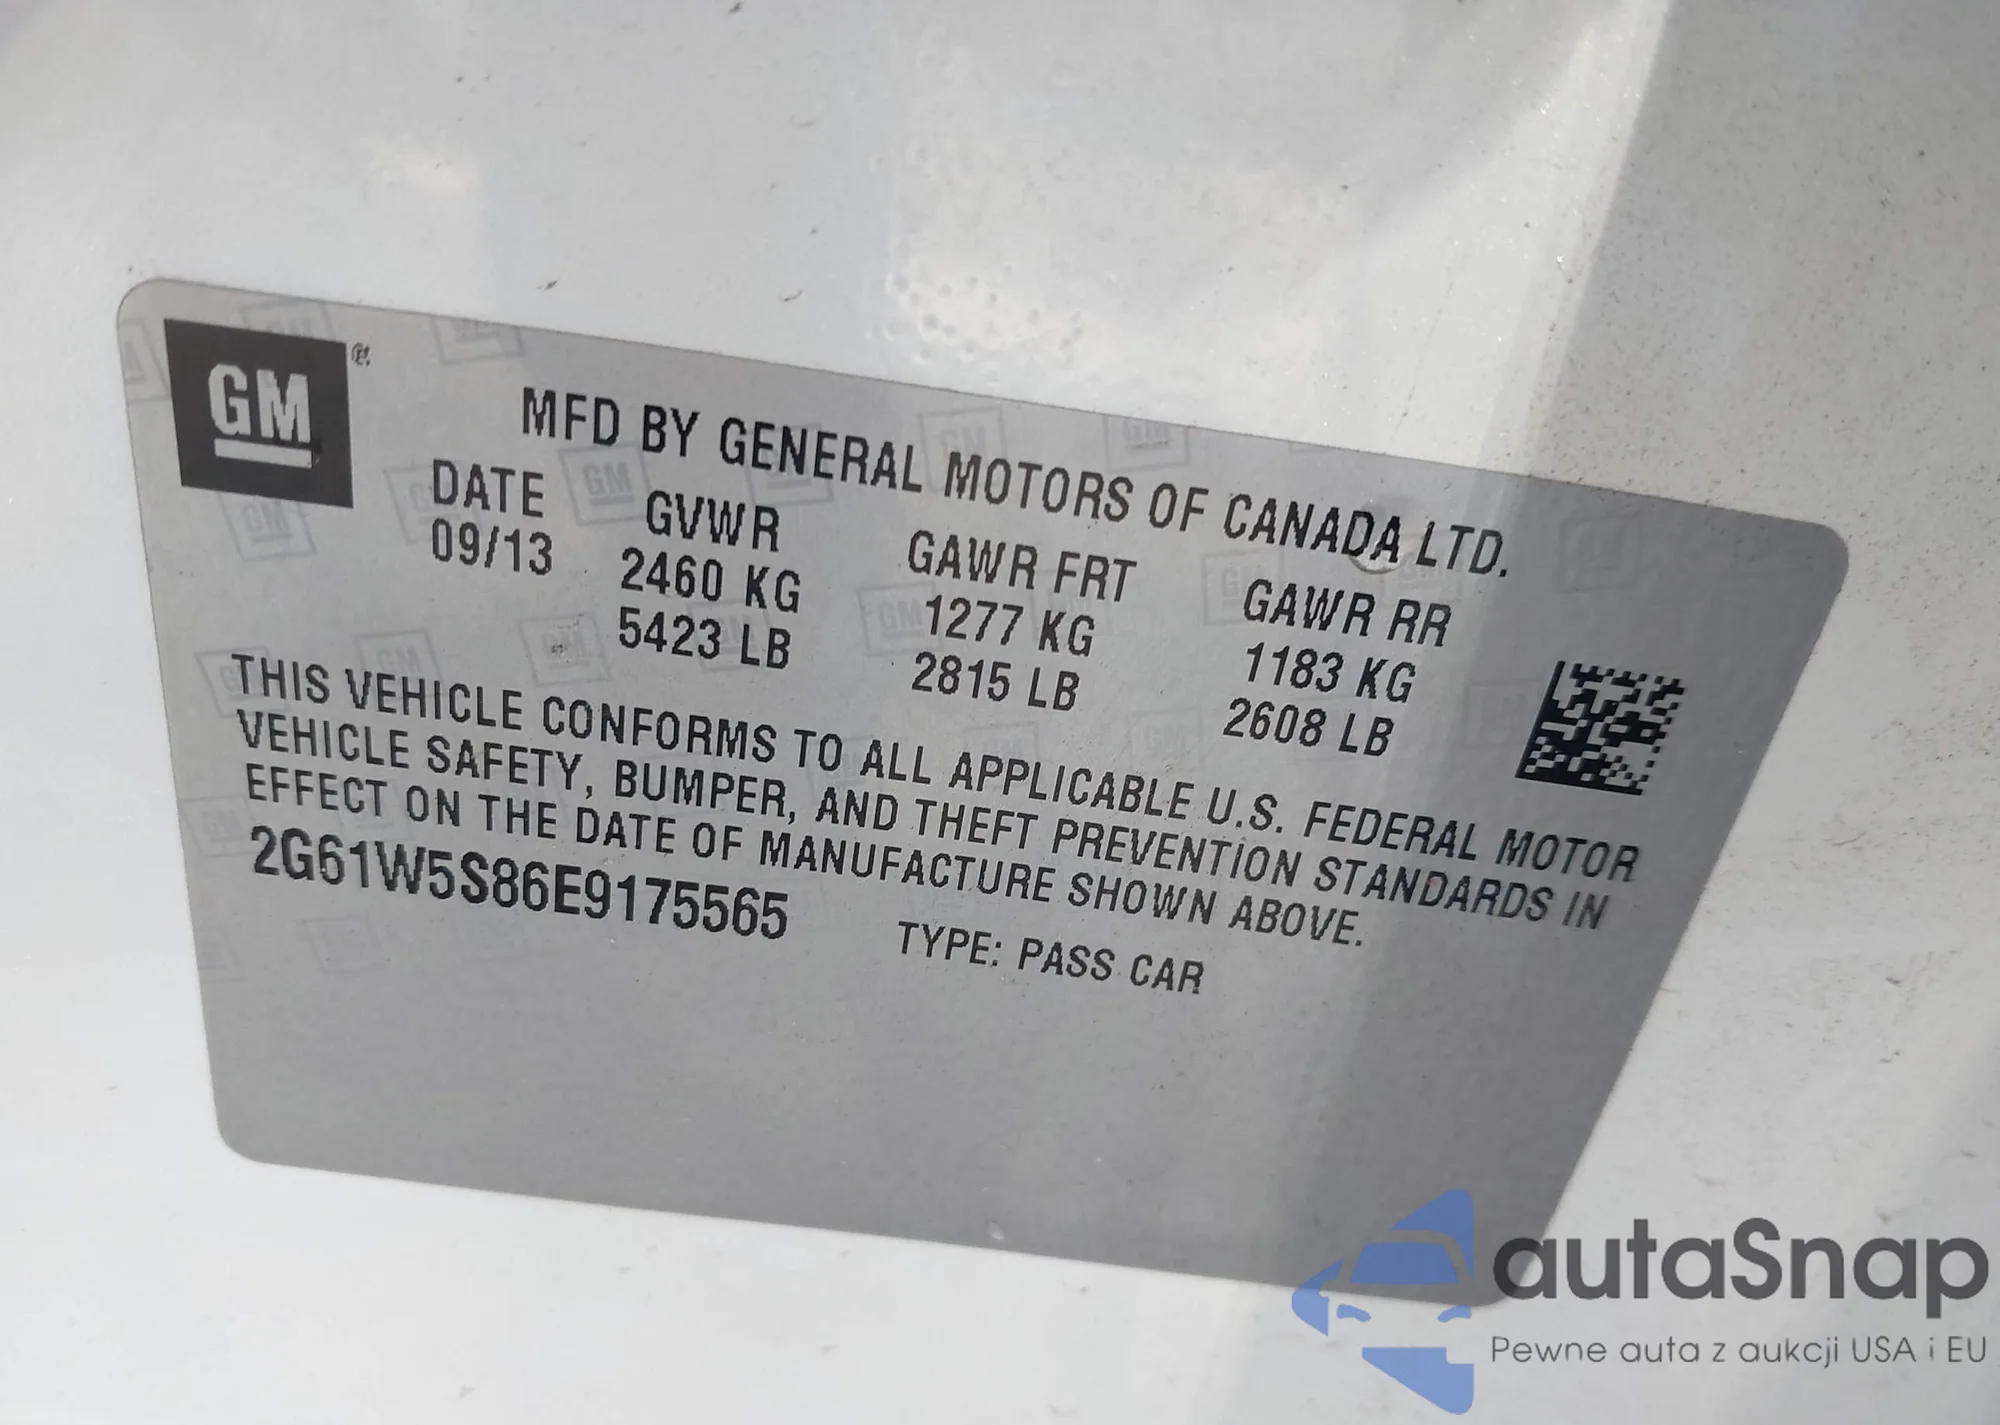 GM
MFD BY GENERAL MOTORS OF CANADA LTD.
DATE GVWR GAWR FRT GAWR RR
09/13 2460 KG 1277 KG 1183 KG
5423 LB 2815 LB 2608 LB
THIS VEHICLE CONFORMS TO ALL APPLICABLE U.S. FEDERAL MOTOR
VEHICLE SAFETY, BUMPER, AND THEFT PREVENTION STANDARDS IN
EFFECT ON THE DATE OF MANUFACTURE SHOWN ABOVE.
2G61W5S86E9175565 TYPE: PASS CAR
autaSnap
Pewne auta z aukcji USA i EU